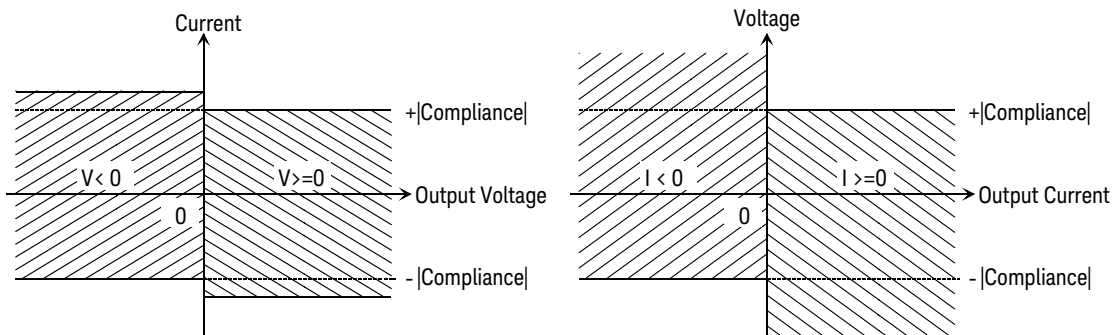 Current
+|Compliance|
V< 0
V>=0
Output Voltage
0
- |Compliance|
Voltage
+|Compliance|
I < 0
I >=0
Output Current
0
- |Compliance|